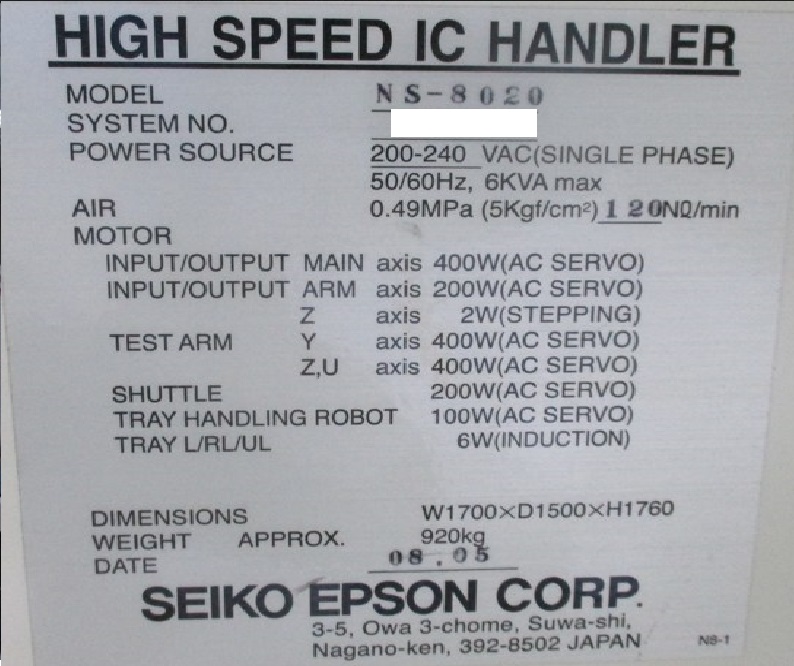 HIGH SPEED IC HANDLER
MODEL NS-8020
SYSTEM NO.
POWER SOURCE 200-240 VAC(SINGLE PHASE)
50/60Hz, 6KVA max
AIR 0.49MPa (5Kgf/cm²) 120Nℓ/min
MOTOR
INPUT/OUTPUT MAIN axis 400W(AC SERVO)
INPUT/OUTPUT ARM axis 200W(AC SERVO)
Z axis 2W(STEPPING)
TEST ARM Y axis 400W(AC SERVO)
Z,U axis 400W(AC SERVO)
SHUTTLE 200W(AC SERVO)
TRAY HANDLING ROBOT 100W(AC SERVO)
TRAY L/RL/UL 6W(INDUCTION)
DIMENSIONS W1700×D1500×H1760
WEIGHT APPROX. 920kg
DATE 08.05
SEIKO EPSON CORP.
3-5, Owa 3-chome, Suwa-shi,
Nagano-ken, 392-8502 JAPAN NS-1